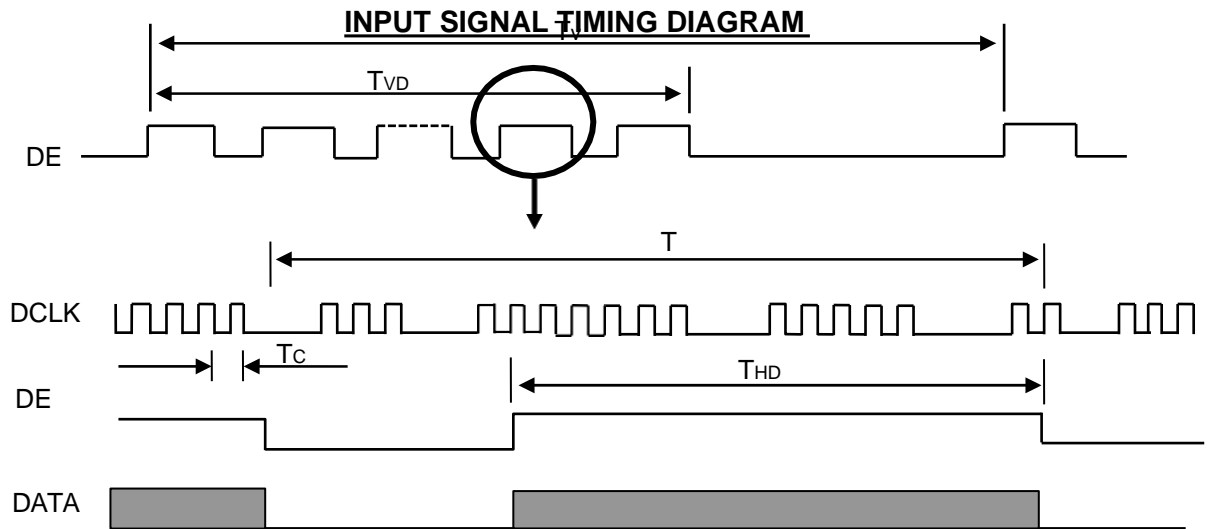 INPUT SIGNAL TIMING DIAGRAM
TV
TVD
DE
T
DCLK
TC
DE
THD
DATA